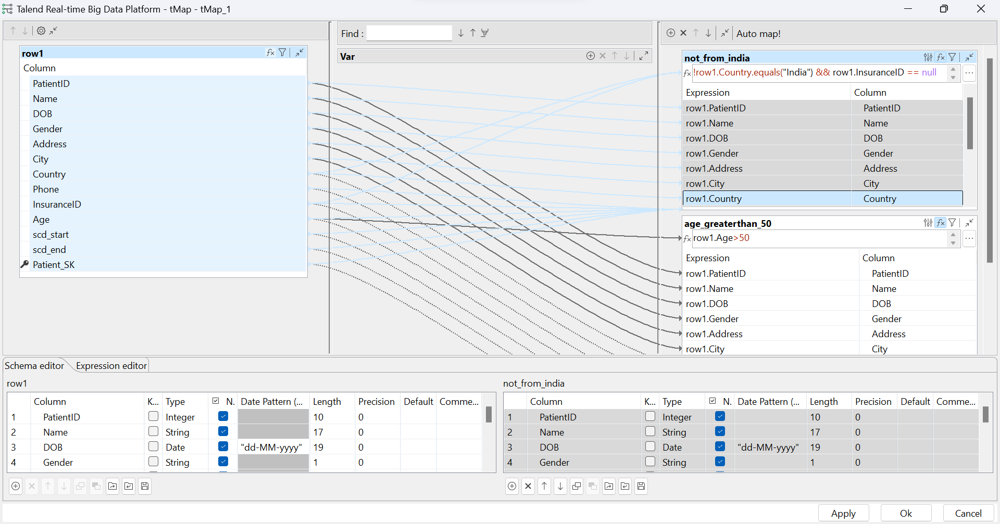 Talend Real-time Big Data Platform - tMap - tMap_1
Find :
Auto map!
row1
Column
PatientID
Name
DOB
Gender
Address
City
Country
Phone
InsuranceID
Age
scd_start
scd_end
Patient_SK
Var
not_from_india
!row1.Country.equals("India") && row1.InsuranceID == null
Expression Column
row1.PatientID PatientID
row1.Name Name
row1.DOB DOB
row1.Gender Gender
row1.Address Address
row1.City City
row1.Country Country
age_greaterthan_50
row1.Age>50
Expression Column
row1.PatientID PatientID
row1.Name Name
row1.DOB DOB
row1.Gender Gender
row1.Address Address
row1.City City
Schema editor Expression editor
row1
Column K... Type N. Date Pattern (... Length Precision Default Comme...
1 PatientID Integer 10 0
2 Name String 17 0
3 DOB Date "dd-MM-yyyy" 19 0
4 Gender String 1 0
not_from_india
Column K... Type N. Date Pattern (... Length Precision Default Comme...
1 PatientID Integer 10 0
2 Name String 17 0
3 DOB Date "dd-MM-yyyy" 19 0
4 Gender String 1 0
Apply Ok Cancel